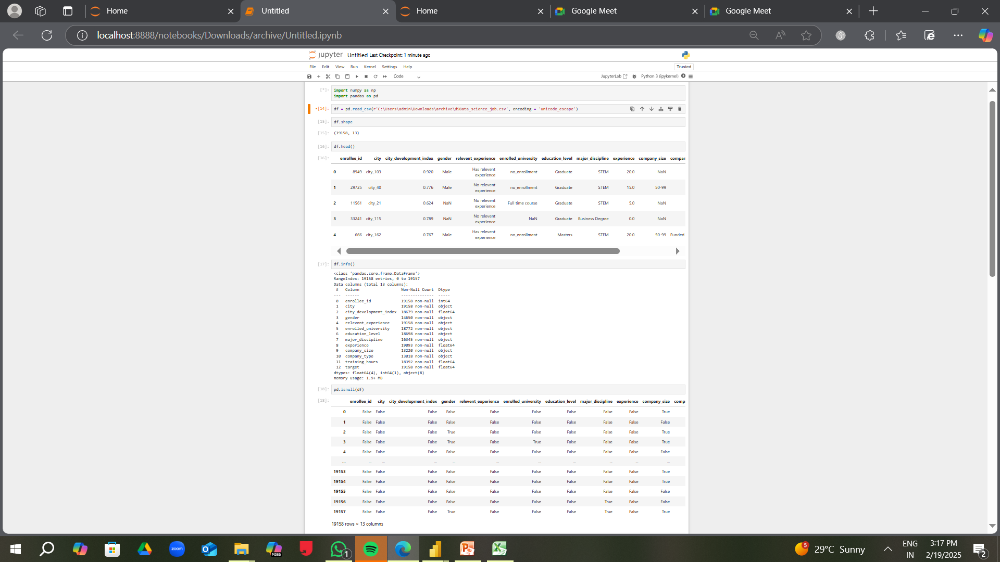 Home
Untitled
Home
Google Meet
Google Meet
localhost:8888/notebooks/Downloads/archive/Untitled.ipynb
jupyter Untitled Last Checkpoint: 1 minute ago
File Edit View Run Kernel Settings Help
Trusted
Code
JupyterLab
Python 3 (ipykernel)
[*]: import numpy as np
import pandas as pd
[14]: df = pd.read_csv(r'C:\Users\admin\Downloads\archive\d98ata_science_job.csv', encoding = 'unicode_escape')
[15]: df.shape
[15]: (19158, 13)
[16]: df.head()
[16]: enrollee_id city city_development_index gender relevent_experience enrolled_university education_level major_discipline experience company_size compar
0 8949 city_103 0.920 Male Has relevent experience no_enrollment Graduate STEM 20.0 NaN
1 29725 city_40 0.776 Male No relevent experience no_enrollment Graduate STEM 15.0 50-99
2 11561 city_21 0.624 NaN No relevent experience Full time course Graduate STEM 5.0 NaN
3 33241 city_115 0.789 NaN No relevent experience NaN Graduate Business Degree 0.0 NaN
4 666 city_162 0.767 Male Has relevent experience no_enrollment Masters STEM 20.0 50-99 Funded
[17]: df.info()
<class 'pandas.core.frame.DataFrame'>
RangeIndex: 19158 entries, 0 to 19157
Data columns (total 13 columns):
# Column Non-Null Count Dtype
--- ------ -------------- -----
0 enrollee_id 19158 non-null int64
1 city 19158 non-null object
2 city_development_index 18679 non-null float64
3 gender 14650 non-null object
4 relevent_experience 19158 non-null object
5 enrolled_university 18772 non-null object
6 education_level 18698 non-null object
7 major_discipline 16345 non-null object
8 experience 19093 non-null float64
9 company_size 13220 non-null object
10 company_type 13018 non-null object
11 training_hours 18392 non-null float64
12 target 19158 non-null float64
dtypes: float64(4), int64(1), object(8)
memory usage: 1.9+ MB
[18]: pd.isnull(df)
[18]: enrollee_id city city_development_index gender relevent_experience enrolled_university education_level major_discipline experience company_size comp
0 False False False False False False False False False True
1 False False False False False False False False False False
2 False False False True False False False False False True
3 False False False True False True False False False True
4 False False False False False False False False False False
... ... ... ... ... ... ... ... ... ... ...
19153 False False False False False False False False False True
19154 False False False False False False False False False True
19155 False False False False False False False False False False
19156 False False False False False False False True False False
19157 False False False True False False False True False True
19158 rows × 13 columns
zoom
M365
1
5
29°C Sunny
ENG
IN
3:17 PM
2/19/2025
2